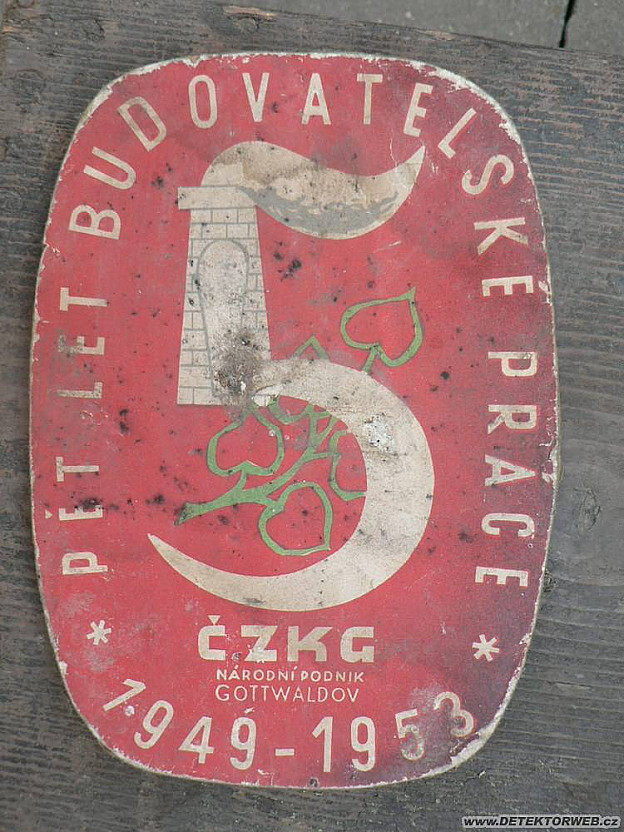 PĚT LET BUDOVATELSKÉ PRÁCE
5
ČZKG
NÁRODNÍ PODNIK
GOTTWALDOV
* 1949-1953 *
www.DETEKTORWEB.cz